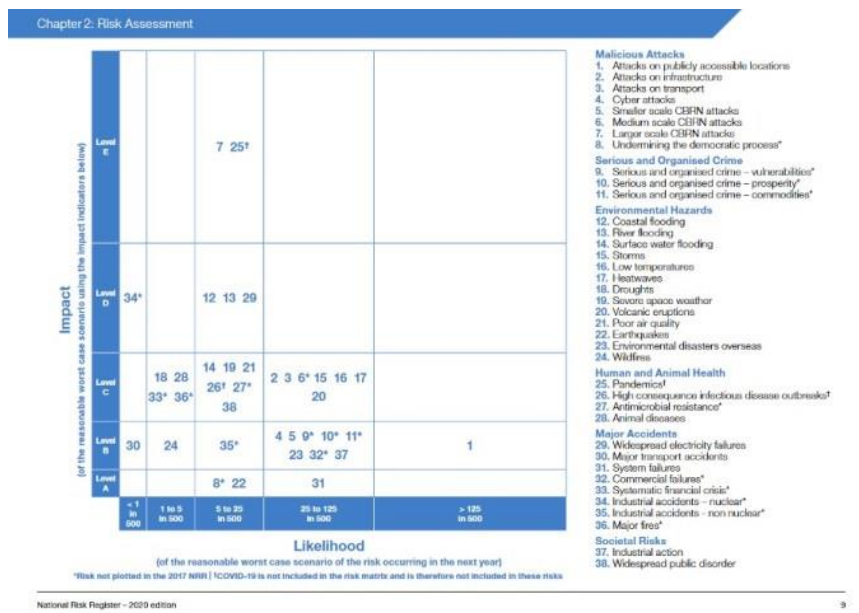 Chapter 2: Risk Assessment
Impact
(of the reasonable worst case scenario using the impact indicators below)
Level
E
7 25†
Level
D
34*
12 13 29
Level
C
18 28
33* 36*
14 19 21
26† 27*
38
2 3 6* 15 16 17
20
Level
B
30
24
35*
4 5 9* 10* 11*
23 32* 37
1
Level
A
8* 22
31
< 1
in
500
1 to 5
in 500
5 to 25
in 500
25 to 125
in 500
> 125
in 500
Likelihood
(of the reasonable worst case scenario of the risk occurring in the next year)
*Risk not plotted in the 2017 NRR | †COVID-19 is not included in the risk matrix and is therefore not included in these risks
Malicious Attacks
1. Attacks on publicly accessible locations
2. Attacks on infrastructure
3. Attacks on transport
4. Cyber attacks
5. Smaller scale CBRN attacks
6. Medium scale CBRN attacks
7. Larger scale CBRN attacks
8. Undermining the democratic process*
Serious and Organised Crime
9. Serious and organised crime – vulnerabilities*
10. Serious and organised crime – prosperity*
11. Serious and organised crime – commodities*
Environmental Hazards
12. Coastal flooding
13. River flooding
14. Surface water flooding
15. Storms
16. Low temperatures
17. Heatwaves
18. Droughts
19. Severe space weather
20. Volcanic eruptions
21. Poor air quality
22. Earthquakes
23. Environmental disasters overseas
24. Wildfires
Human and Animal Health
25. Pandemics†
26. High consequence infectious disease outbreaks†
27. Antimicrobial resistance*
28. Animal diseases
Major Accidents
29. Widespread electricity failures
30. Major transport accidents
31. System failures
32. Commercial failures*
33. Systematic financial crisis*
34. Industrial accidents – nuclear*
35. Industrial accidents - non nuclear*
36. Major fires*
Societal Risks
37. Industrial action
38. Widespread public disorder
National Risk Register – 2020 edition
9